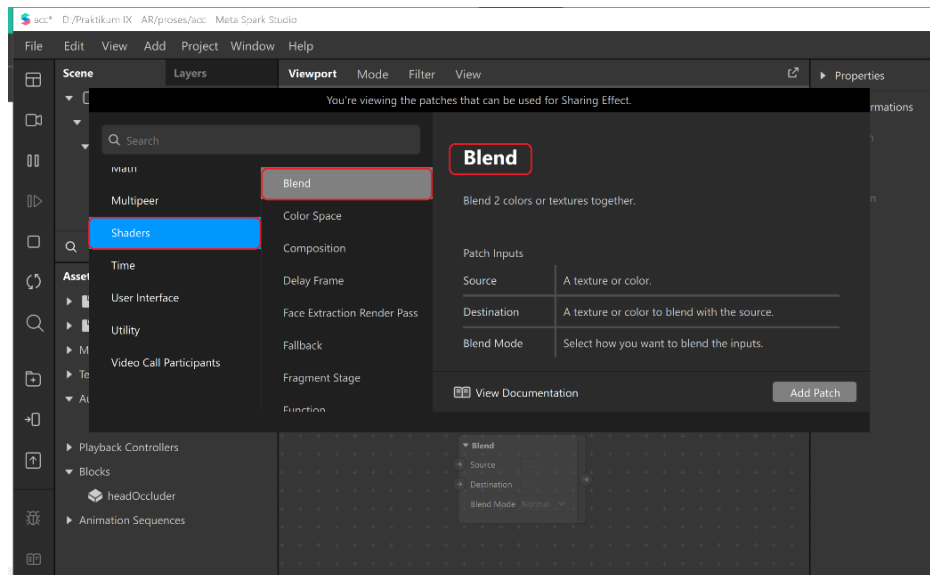 acc* D:/Praktikum IX AR/proses/acc Meta Spark Studio
File Edit View Add Project Window Help
Scene Layers Viewport Mode Filter View Properties
You're viewing the patches that can be used for Sharing Effect.
rmations
Search
Math
Multipeer
Shaders
Time
User Interface
Utility
Video Call Participants
Blend
Color Space
Composition
Delay Frame
Face Extraction Render Pass
Fallback
Fragment Stage
Function
Blend
Blend 2 colors or textures together.
Patch Inputs
Source A texture or color.
Destination A texture or color to blend with the source.
Blend Mode Select how you want to blend the inputs.
View Documentation Add Patch
Asset
M
Te
Au
Playback Controllers
Blocks
headOccluder
Animation Sequences
Blend
Source
Destination
Blend Mode Normal